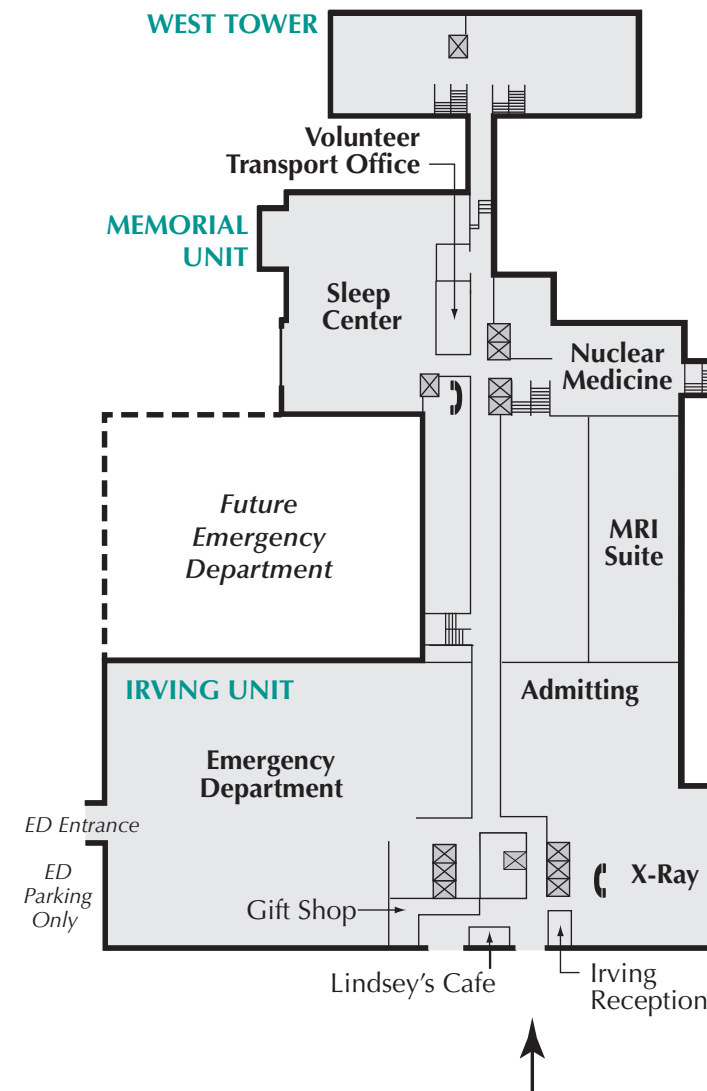 WEST TOWER
Volunteer
Transport Office
MEMORIAL
UNIT
Sleep
Center
Nuclear
Medicine
Future
Emergency
Department
MRI
Suite
IRVING UNIT
Admitting
Emergency
Department
ED Entrance
ED
Parking
Only
X-Ray
Gift Shop
Lindsey's Cafe
Irving
Reception